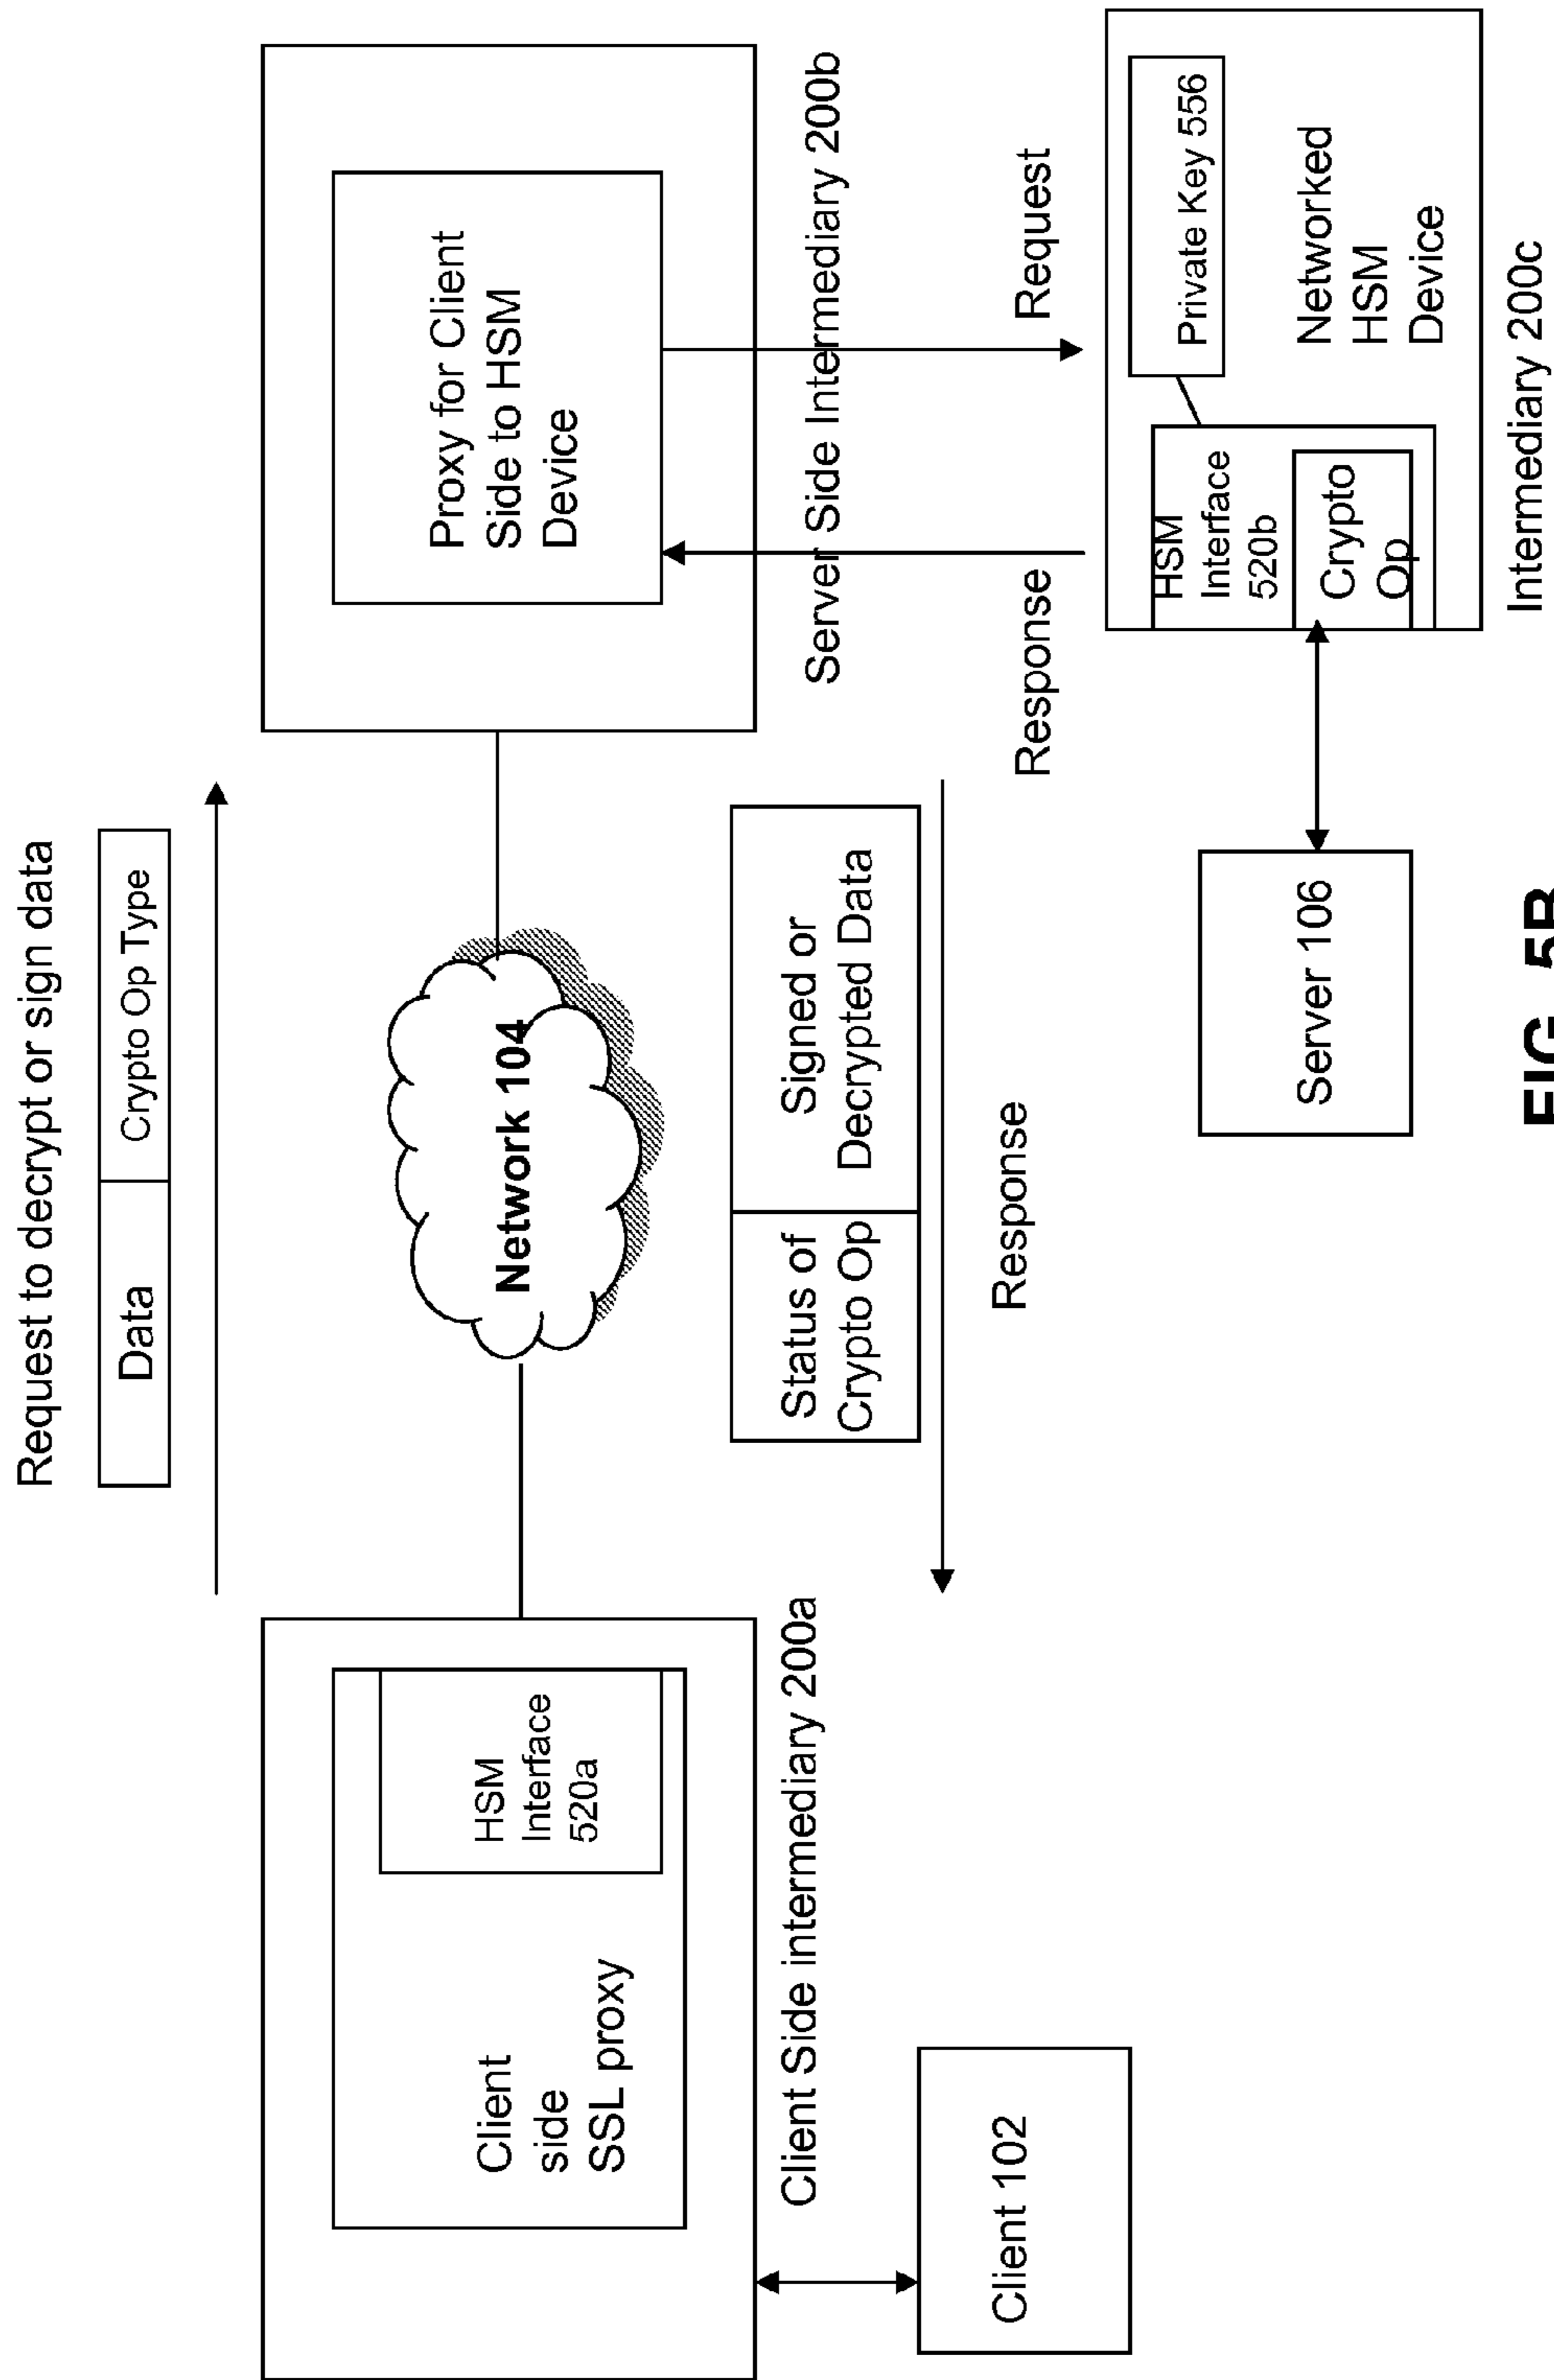 Request to decrypt or sign data
Data
Crypto Op Type
Client
side
SSL proxy
HSM
Interface
520a
Client Side intermediary 200a
Client 102
Network 104
Status of
Crypto Op
Signed or
Decrypted Data
Response
Proxy for Client
Side to HSM
Device
Server Side Intermediary 200b
Response
Request
HSM
Interface
520b
Crypto
Op
Private Key 556
Networked
HSM
Device
Intermediary 200c
Server 106
FIG. 5B